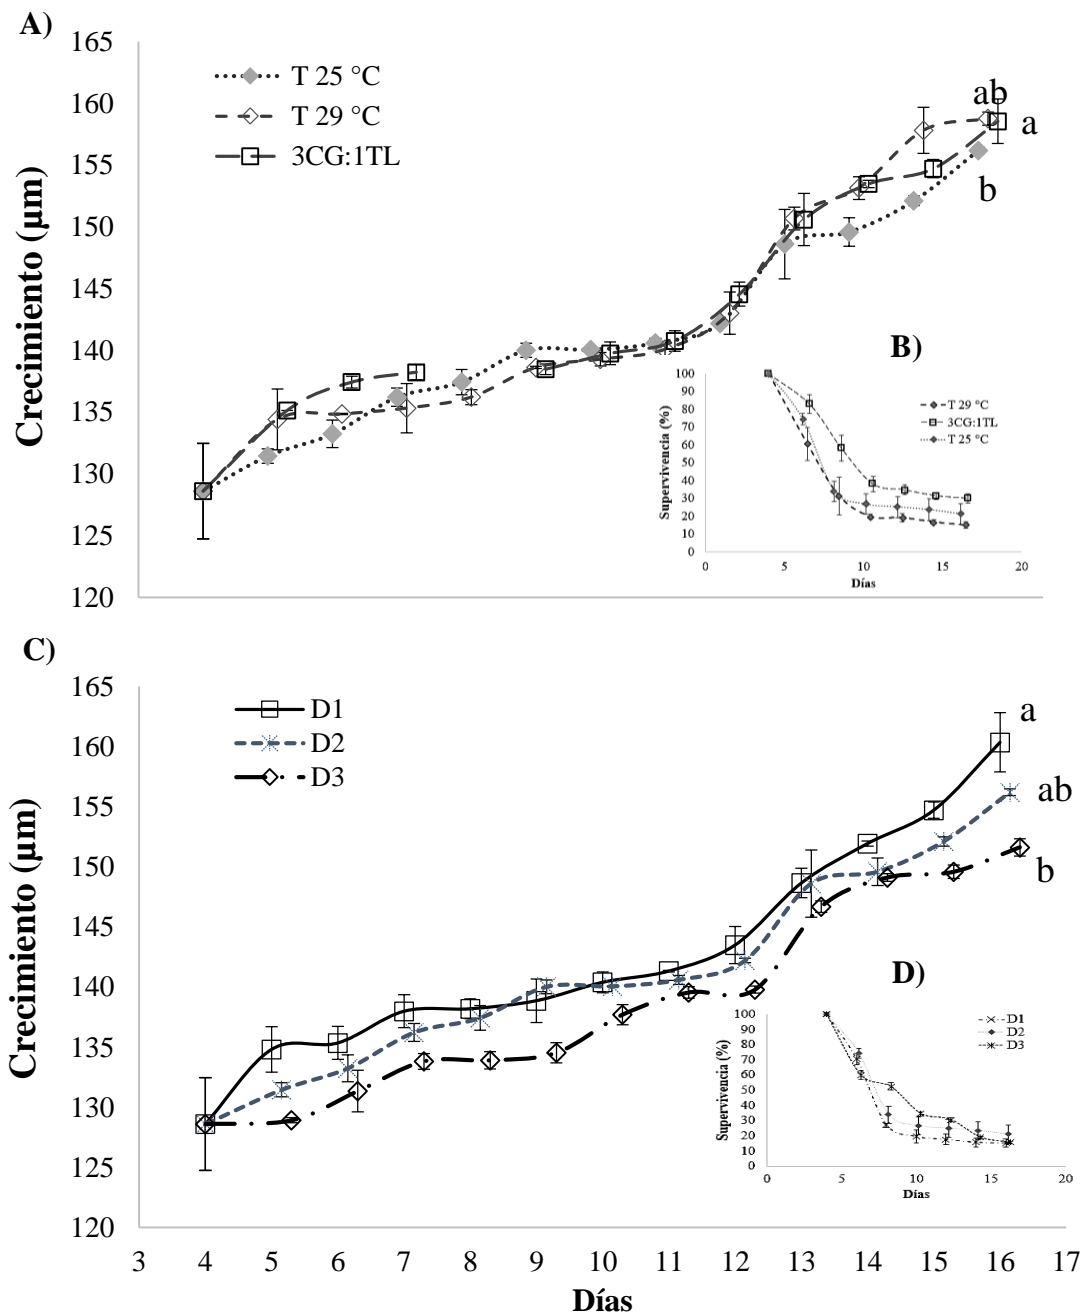 A)
165
160
155
150
145
140
135
130
125
120
Crecimiento (µm)
T 25 °C
T 29 °C
3CG:1TL
ab
a
b
B)
100
90
80
70
60
50
40
30
20
10
0
Supervivencia (%)
T 29 °C
3CG:1TL
T 25 °C
0 5 10 15 20
Días
C)
165
160
155
150
145
140
135
130
125
120
Crecimiento (µm)
D1
D2
D3
a
ab
b
D)
100
90
80
70
60
50
40
30
20
10
0
Supervivencia (%)
D1
D2
D3
0 5 10 15 20
Días
3 4 5 6 7 8 9 10 11 12 13 14 15 16 17
Días